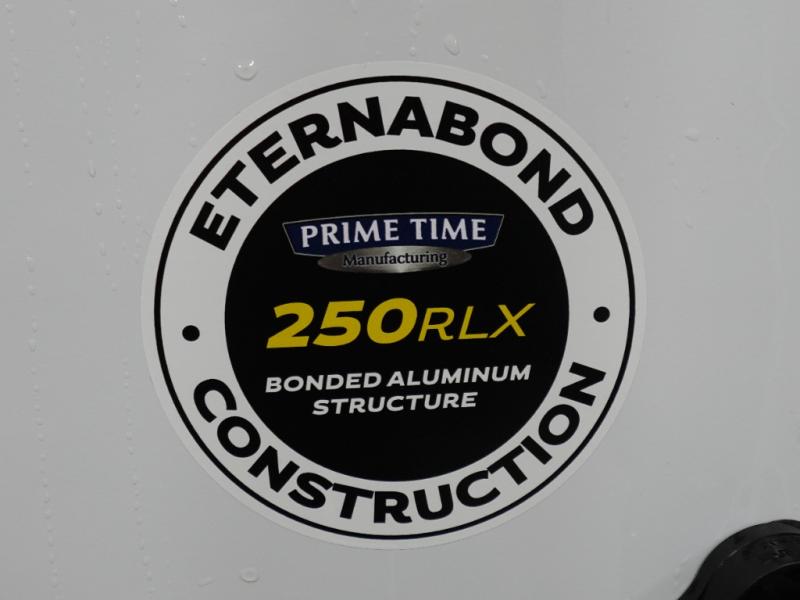 ETERNABOND
PRIME TIME
Manufacturing
250RLX
BONDED ALUMINUM
STRUCTURE
CONSTRUCTION